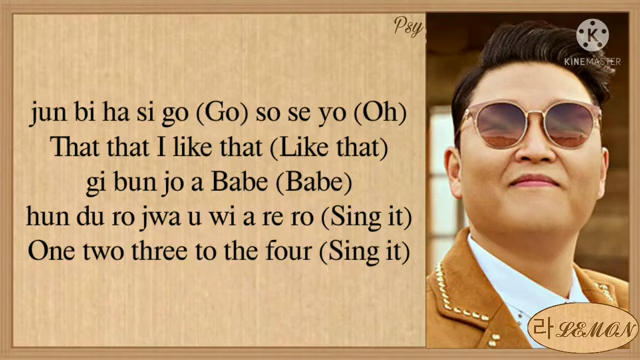 Psy
KINEMASTER
jun bi ha si go (Go) so se yo (Oh)
That that I like that (Like that)
gi bun jo a Babe (Babe)
hun du ro jwa u wi a re ro (Sing it)
One two three to the four (Sing it)
라 LEMON